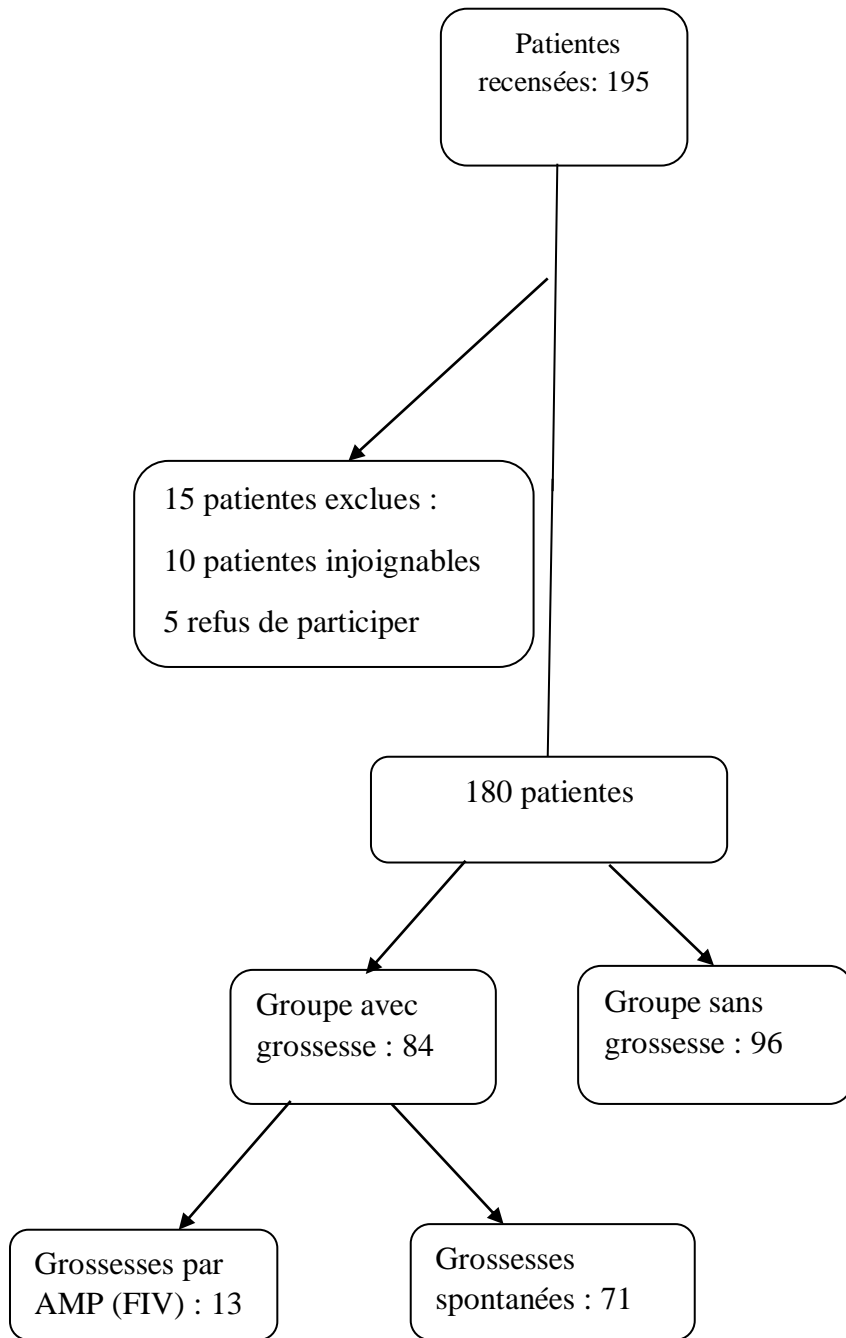 Patientes
recensées: 195
15 patientes exclues :
10 patientes injoignables
5 refus de participer
180 patientes
Groupe avec
grossesse : 84
Groupe sans
grossesse : 96
Grossesses par
AMP (FIV) : 13
Grossesses
spontanées : 71